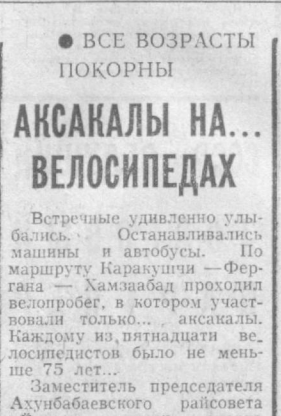 ● ВСЕ ВОЗРАСТЫ
ПОКОРНЫ
АКСАКАЛЫ НА...
ВЕЛОСИПЕДАХ
Встречные удивленно улы-
бались. Останавливались
машины и автобусы. По
маршруту Каракушчи —Фер-
гана — Хамзаабад проходил
велопробег, в котором участ-
вовали только... аксакалы.
Каждому из пятнадцати ве-
лосипедистов было не мень-
ше 75 лет...
Заместитель председателя
Ахунбабаевского райсовета